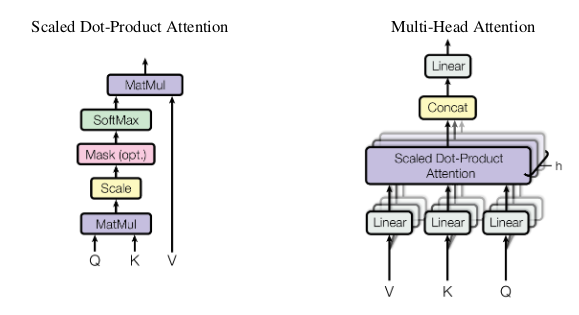 Scaled Dot-Product Attention
MatMul
SoftMax
Mask (opt.)
Scale
MatMul
Q K V
Multi-Head Attention
Linear
Concat
Scaled Dot-Product
Attention
h
Linear Linear Linear
V K Q